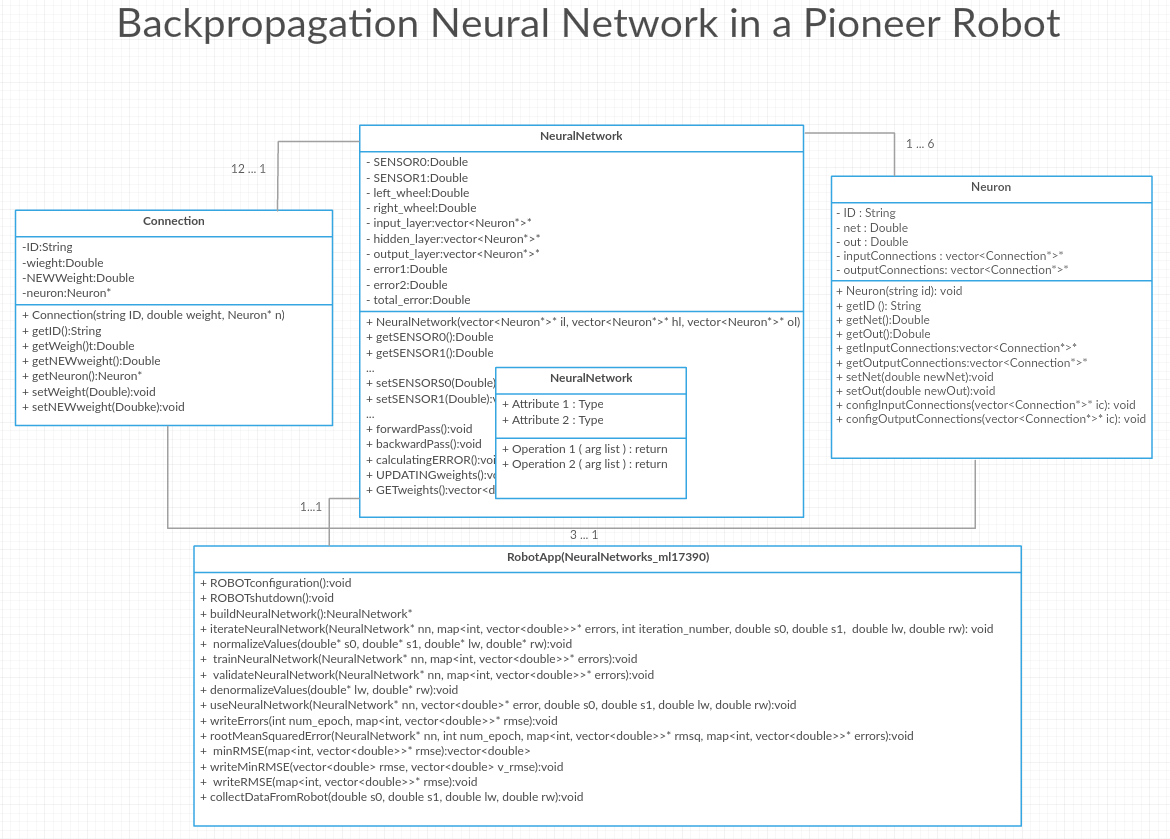 Backpropagation Neural Network in a Pioneer Robot
12 ... 1
1 ... 6
Connection
-ID:String
-wieght:Double
-NEWWeight:Double
-neuron:Neuron*
+ Connection(string ID, double weight, Neuron* n)
+ getID():String
+ getWeigh()t:Double
+ getNEWweight():Double
+ getNeuron():Neuron*
+ setWeight(Double):void
+ setNEWweight(Doubke):void
NeuralNetwork
- SENSOR0:Double
- SENSOR1:Double
- left_wheel:Double
- right_wheel:Double
- input_layer:vector<Neuron*>*
- hidden_layer:vector<Neuron*>*
- output_layer:vector<Neuron*>*
- error1:Double
- error2:Double
- total_error:Double
+ NeuralNetwork(vector<Neuron*>* il, vector<Neuron*>* hl, vector<Neuron*>* ol)
+ getSENSOR0():Double
+ getSENSOR1():Double
...
+ setSENSORS0(Double)
+ setSENSOR1(Double):v
...
+ forwardPass():void
+ backwardPass():void
+ calculatingERROR():voi
+ UPDATINGweights():vo
+ GETweights():vector<d
NeuralNetwork
+ Attribute 1 : Type
+ Attribute 2 : Type
+ Operation 1 ( arg list ) : return
+ Operation 2 ( arg list ) : return
Neuron
- ID : String
- net : Double
- out : Double
- inputConnections : vector<Connection*>*
- outputConnections: vector<Connection*>*
+ Neuron(string id): void
+ getID (): String
+ getNet():Double
+ getOut():Dobule
+ getInputConnections:vector<Connection*>*
+ getOutputConnections:vector<Connection*>*
+ setNet(double newNet):void
+ setOut(double newOut):void
+ configInputConnections(vector<Connection*>* ic): void
+ configOutputConnections(vector<Connection*>* ic): void
1...1
3 ... 1
RobotApp(NeuralNetworks_ml17390)
+ ROBOTconfiguration():void
+ ROBOTshutdown():void
+ buildNeuralNetwork():NeuralNetwork*
+ iterateNeuralNetwork(NeuralNetwork* nn, map<int, vector<double>>* errors, int iteration_number, double s0, double s1, double lw, double rw): void
+ normalizeValues(double* s0, double* s1, double* lw, double* rw):void
+ trainNeuralNetwork(NeuralNetwork* nn, map<int, vector<double>>* errors):void
+ validateNeuralNetwork(NeuralNetwork* nn, map<int, vector<double>>* errors):void
+ denormalizeValues(double* lw, double* rw):void
+ useNeuralNetwork(NeuralNetwork* nn, vector<double>* error, double s0, double s1, double lw, double rw):void
+ writeErrors(int num_epoch, map<int, vector<double>>* rmse):void
+ rootMeanSquaredError(NeuralNetwork* nn, int num_epoch, map<int, vector<double>>* rmsq, map<int, vector<double>>* errors):void
+ minRMSE(map<int, vector<double>>* rmse):vector<double>
+ writeMinRMSE(vector<double> rmse, vector<double> v_rmse):void
+ writeRMSE(map<int, vector<double>>* rmse):void
+ collectDataFromRobot(double s0, double s1, double lw, double rw):void